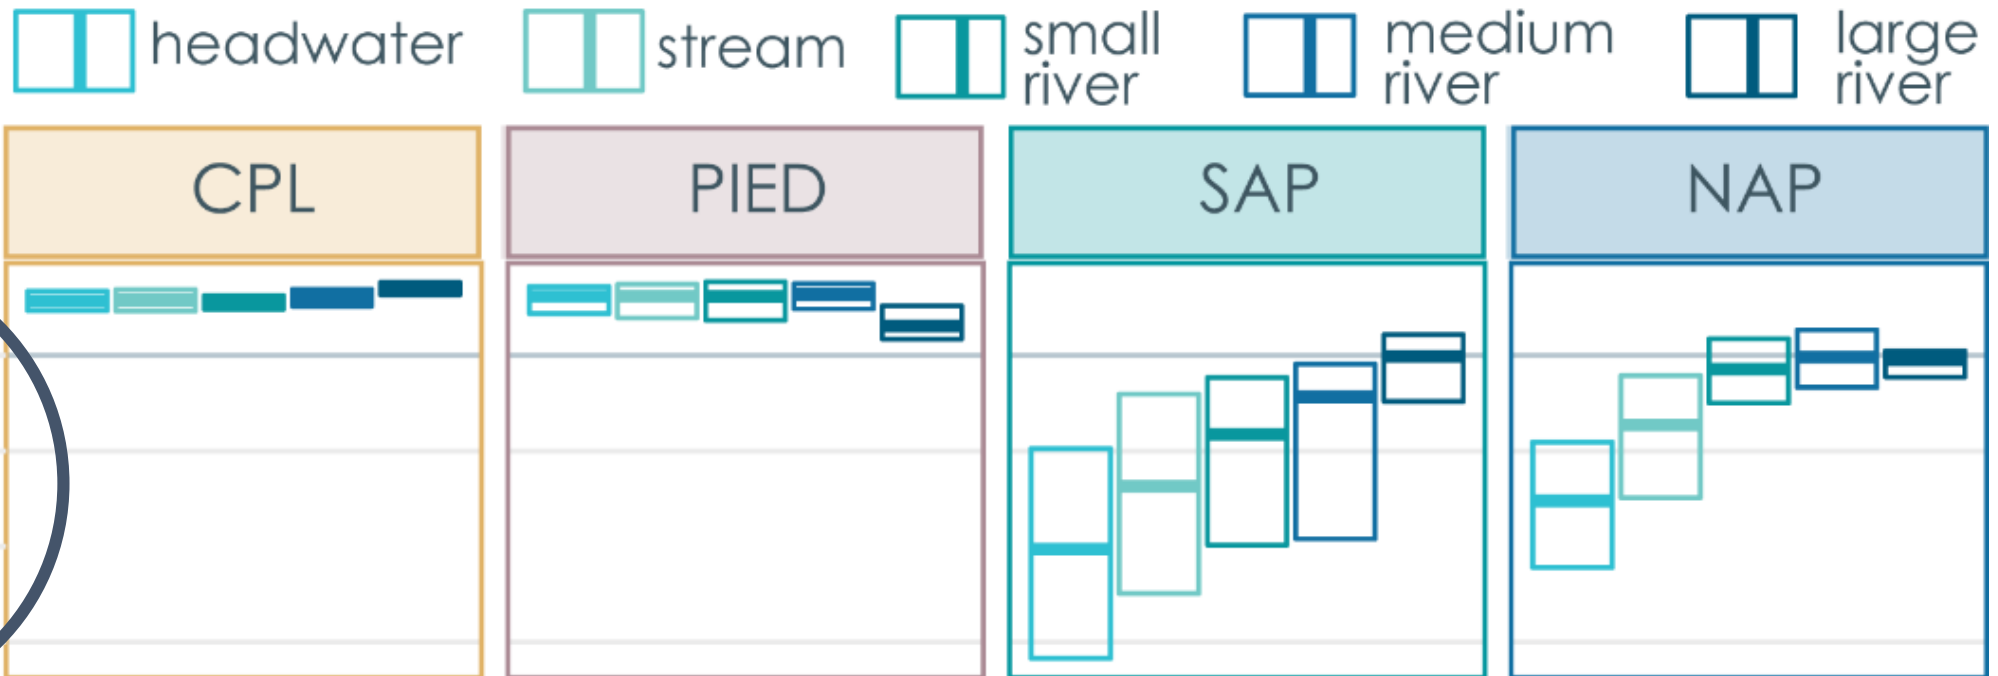 headwater
stream
small
river
medium
river
large
river
CPL
PIED
SAP
NAP